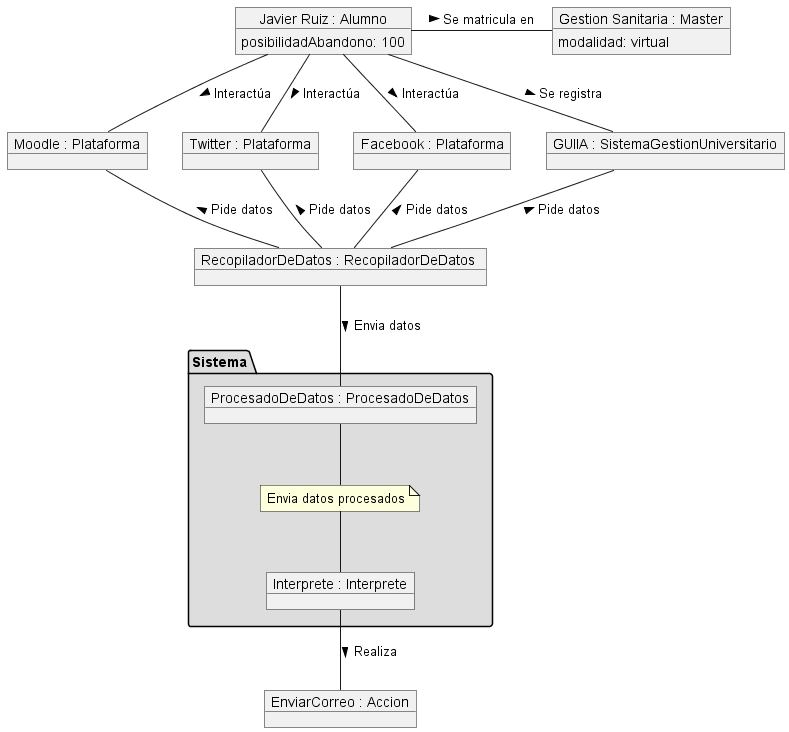 Javier Ruiz : Alumno
posibilidadAbandono: 100
Se matricula en
Gestion Sanitaria : Master
modalidad: virtual
Interactúa
Interactúa
Interactúa
Se registra
Moodle : Plataforma
Twitter : Plataforma
Facebook : Plataforma
GUIIA : SistemaGestionUniversitario
Pide datos
Pide datos
Pide datos
Pide datos
RecopiladorDeDatos : RecopiladorDeDatos
Envia datos
Sistema
ProcesadoDeDatos : ProcesadoDeDatos
Envia datos procesados
Interprete : Interprete
Realiza
EnviarCorreo : Accion